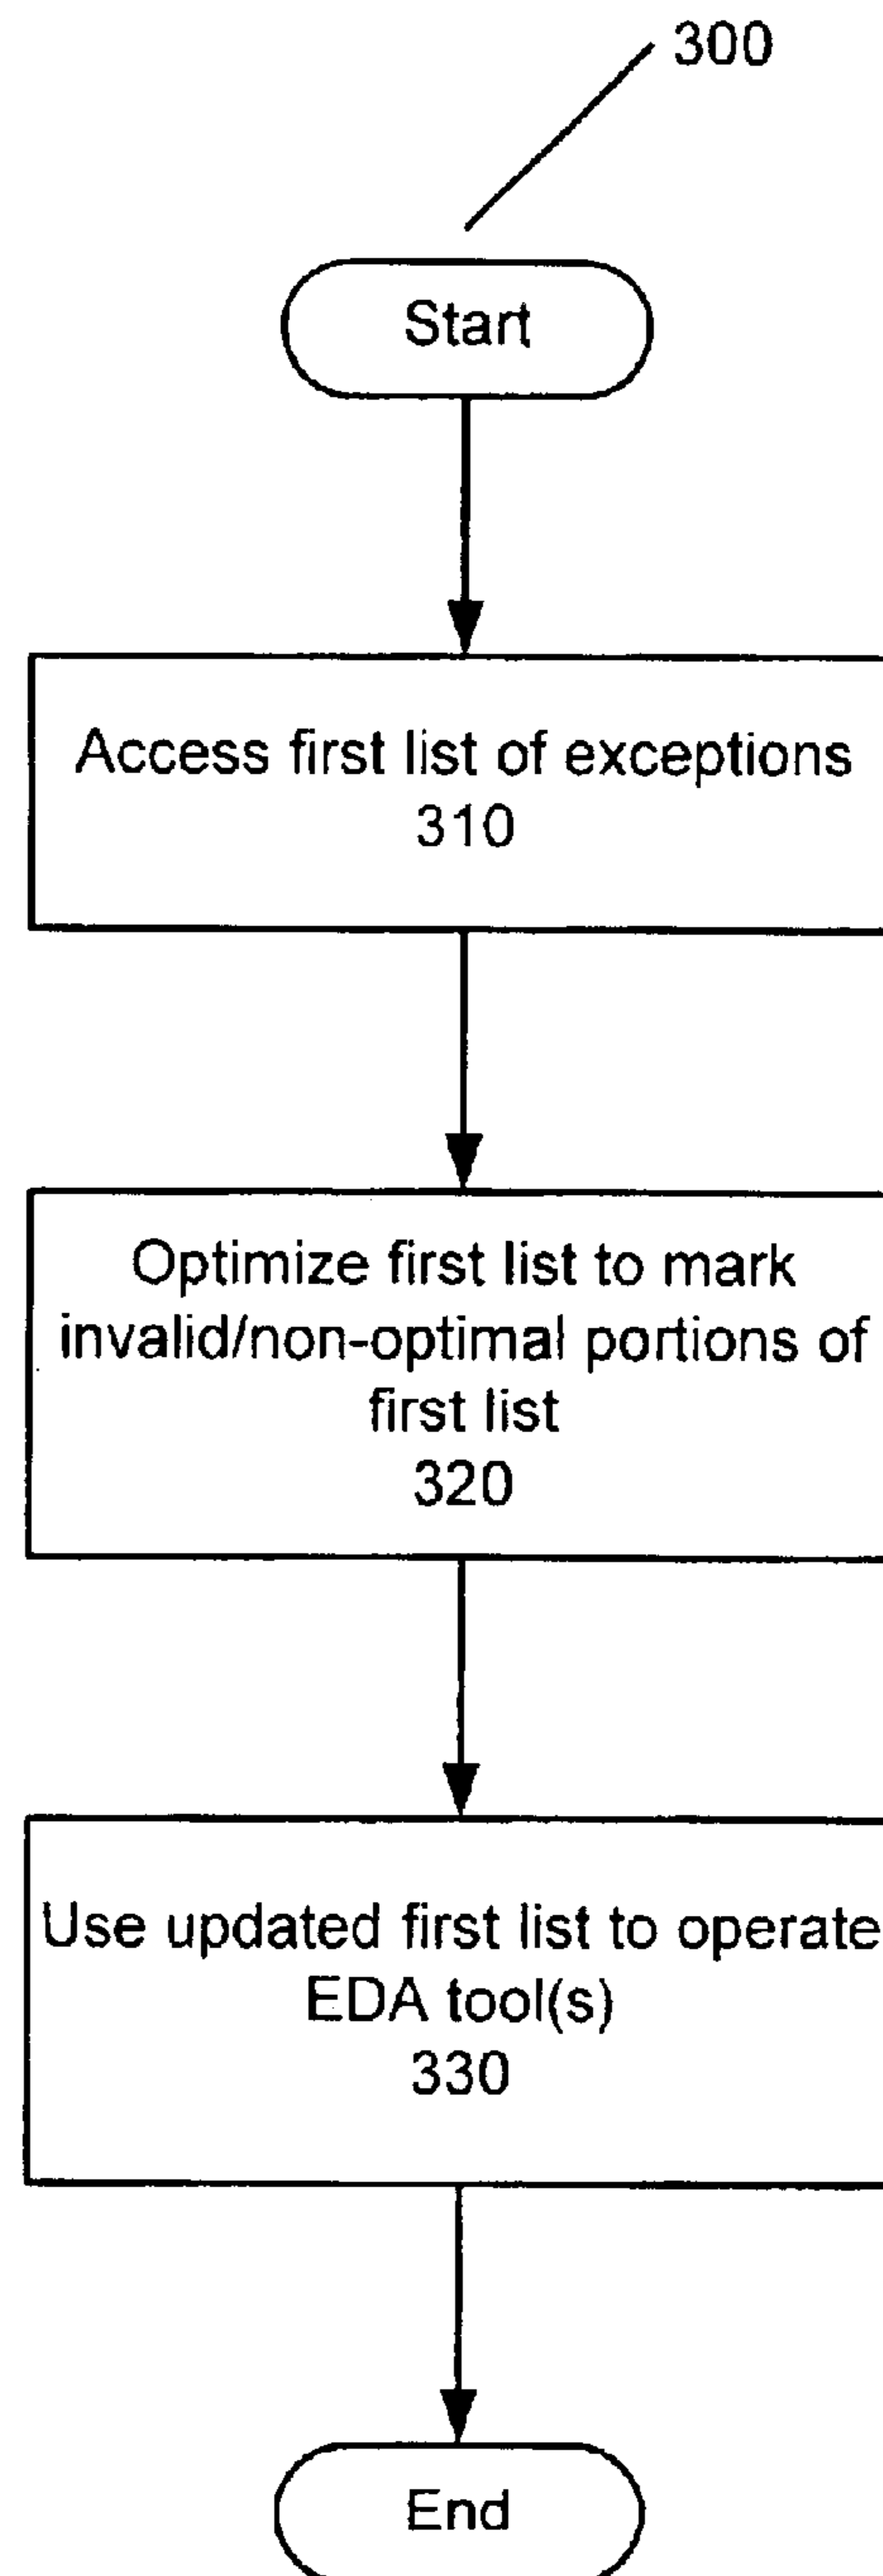 300
Start
Access first list of exceptions
310
Optimize first list to mark
invalid/non-optimal portions of
first list
320
Use updated first list to operate
EDA tool(s)
330
End